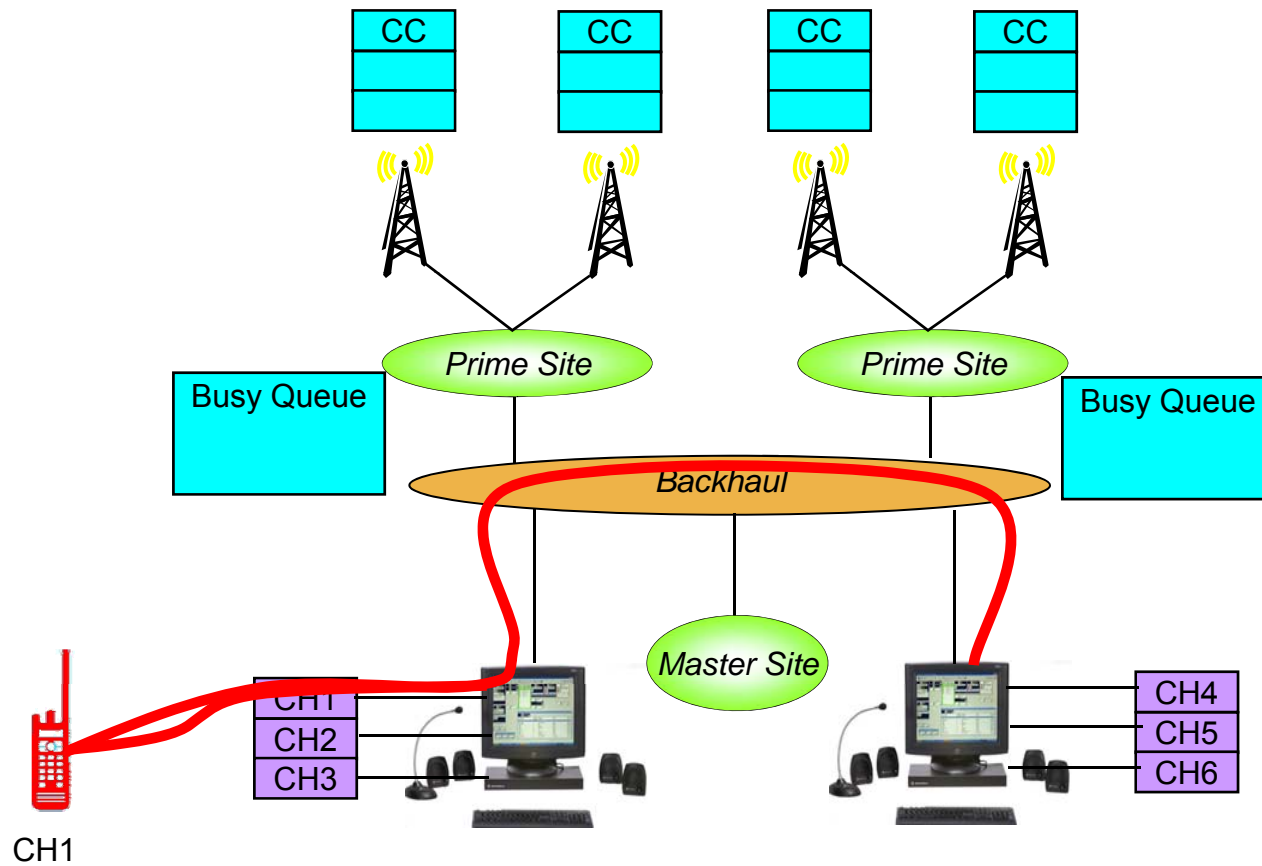 CC
CC
CC
CC
Prime Site
Prime Site
Busy Queue
Busy Queue
Backhaul
Master Site
CH1
CH2
CH3
CH4
CH5
CH6
CH1